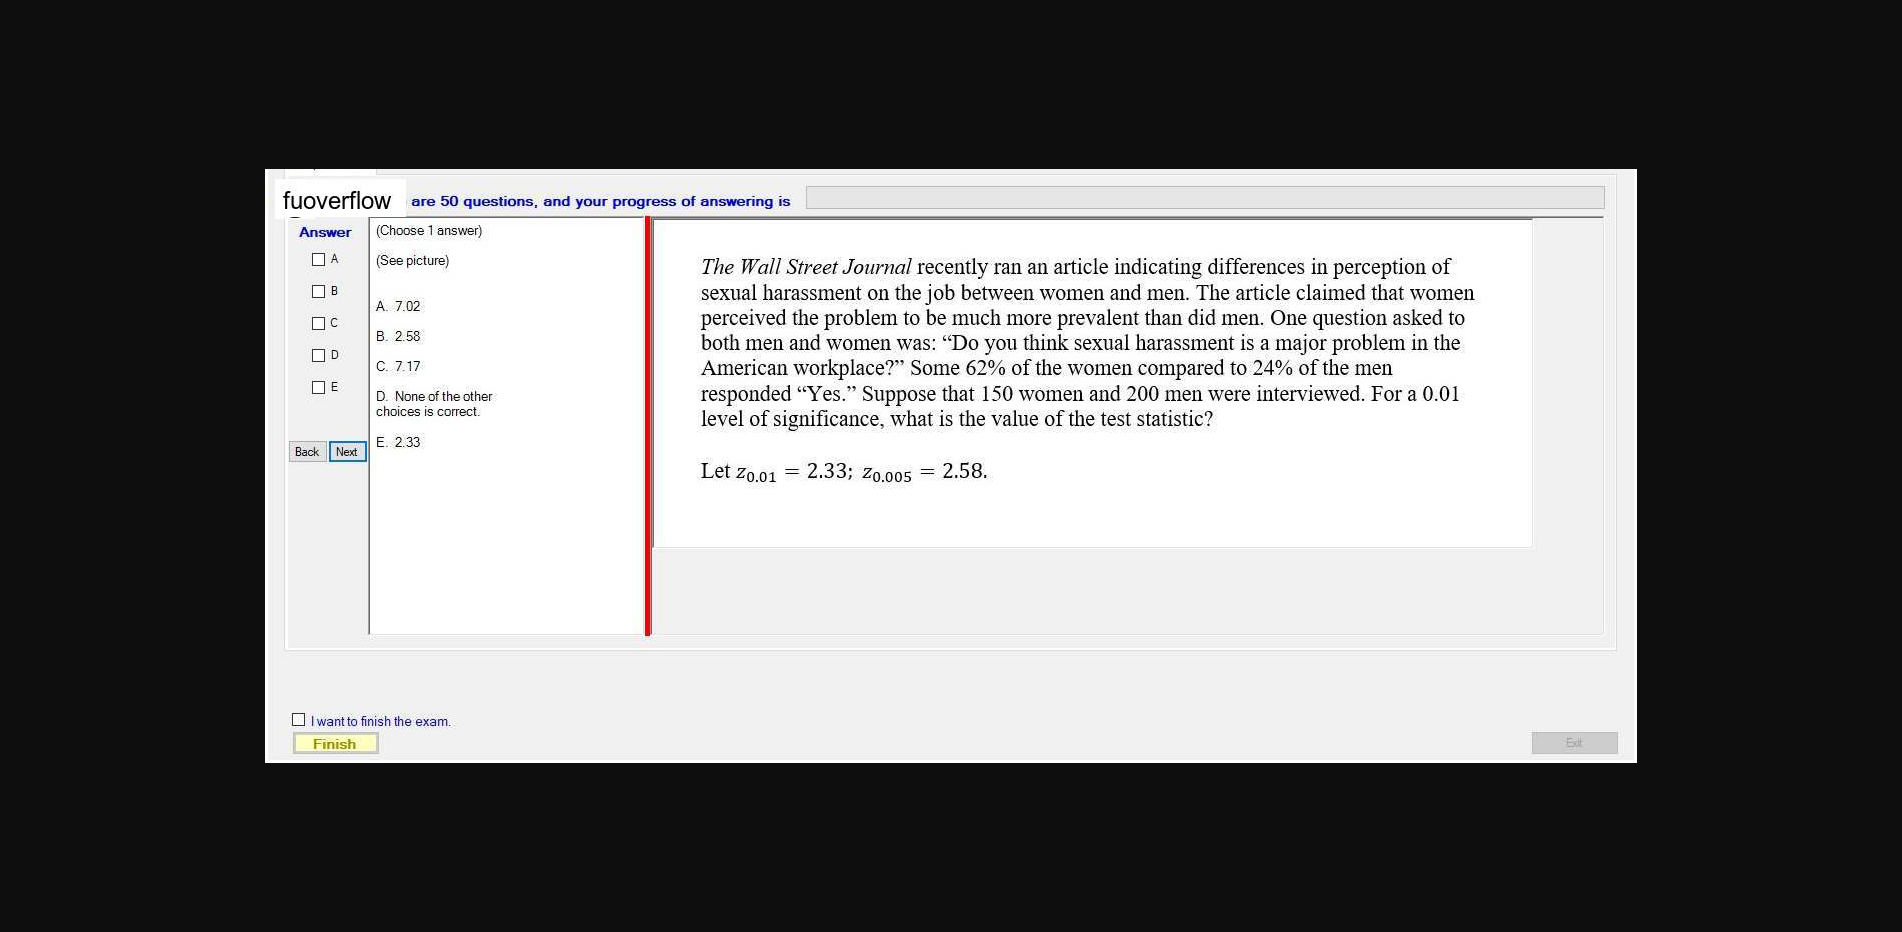 fuoverflow are 50 questions, and your progress of answering is
Answer
A
B
C
D
E
Back Next
(Choose 1 answer)
(See picture)
A. 7.02
B. 2.58
C. 7.17
D. None of the other
choices is correct.
E. 2.33
The Wall Street Journal recently ran an article indicating differences in perception of
sexual harassment on the job between women and men. The article claimed that women
perceived the problem to be much more prevalent than did men. One question asked to
both men and women was: “Do you think sexual harassment is a major problem in the
American workplace?” Some 62% of the women compared to 24% of the men
responded “Yes.” Suppose that 150 women and 200 men were interviewed. For a 0.01
level of significance, what is the value of the test statistic?
Let z₀.₀₁ = 2.33; z₀.₀₀₅ = 2.58.
I want to finish the exam.
Finish
Exit